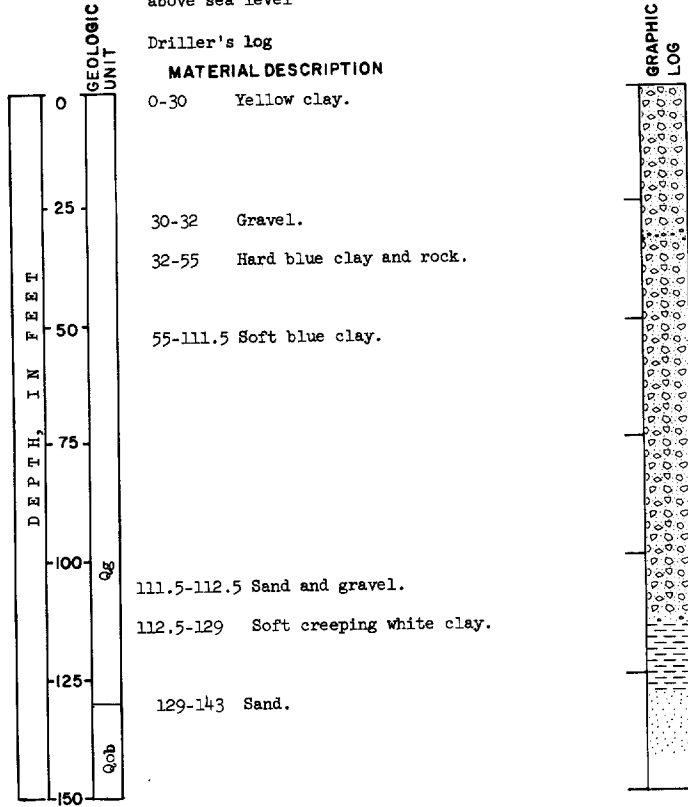 above sea level
Driller's log
GEOLOGIC UNIT
MATERIAL DESCRIPTION
GRAPHIC LOG
0
0-30 Yellow clay.
25
30-32 Gravel.
32-55 Hard blue clay and rock.
50
55-111.5 Soft blue clay.
75
DEPTH, IN FEET
100
Qg
111.5-112.5 Sand and gravel.
112.5-129 Soft creeping white clay.
125
129-143 Sand.
Qob
150